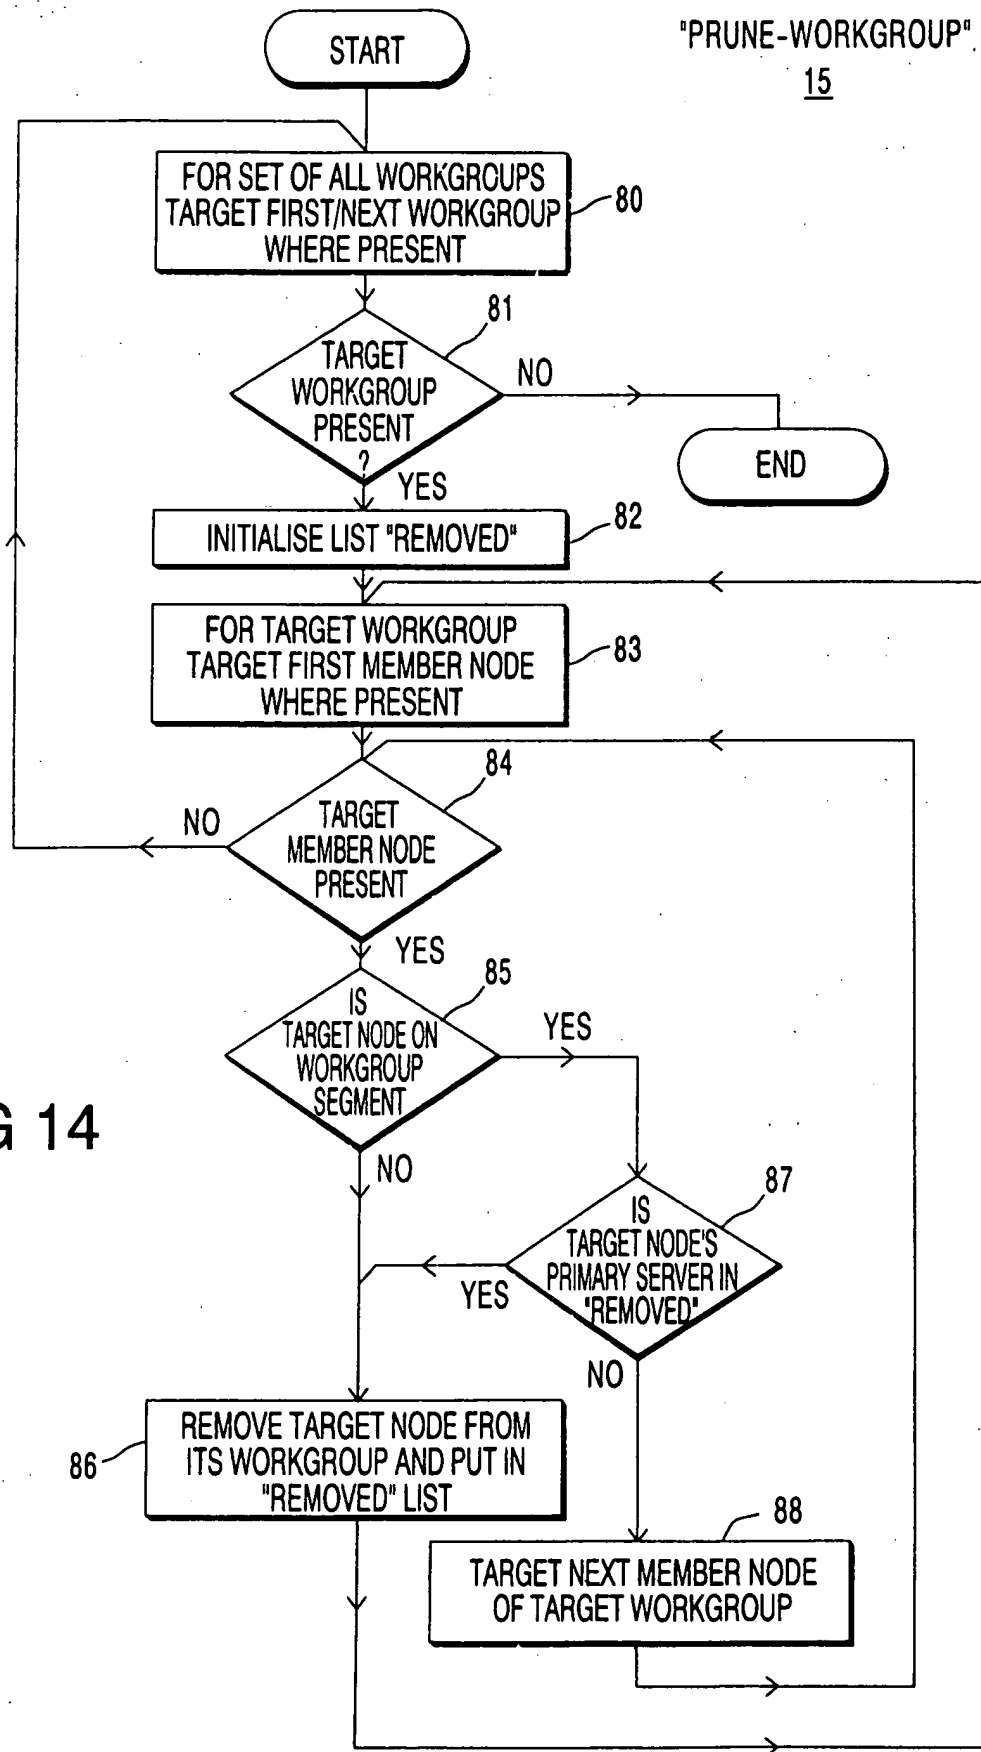 START
"PRUNE-WORKGROUP"
15
FOR SET OF ALL WORKGROUPS
TARGET FIRST/NEXT WORKGROUP
WHERE PRESENT
80
81
TARGET
WORKGROUP
PRESENT
?
NO
END
YES
INITIALISE LIST "REMOVED"
82
FOR TARGET WORKGROUP
TARGET FIRST MEMBER NODE
WHERE PRESENT
83
84
TARGET
MEMBER NODE
PRESENT
NO
YES
85
IS
TARGET NODE ON
WORKGROUP
SEGMENT
YES
NO
G 14
87
IS
TARGET NODE'S
PRIMARY SERVER IN
"REMOVED"
YES
NO
REMOVE TARGET NODE FROM
ITS WORKGROUP AND PUT IN
"REMOVED" LIST
86
88
TARGET NEXT MEMBER NODE
OF TARGET WORKGROUP